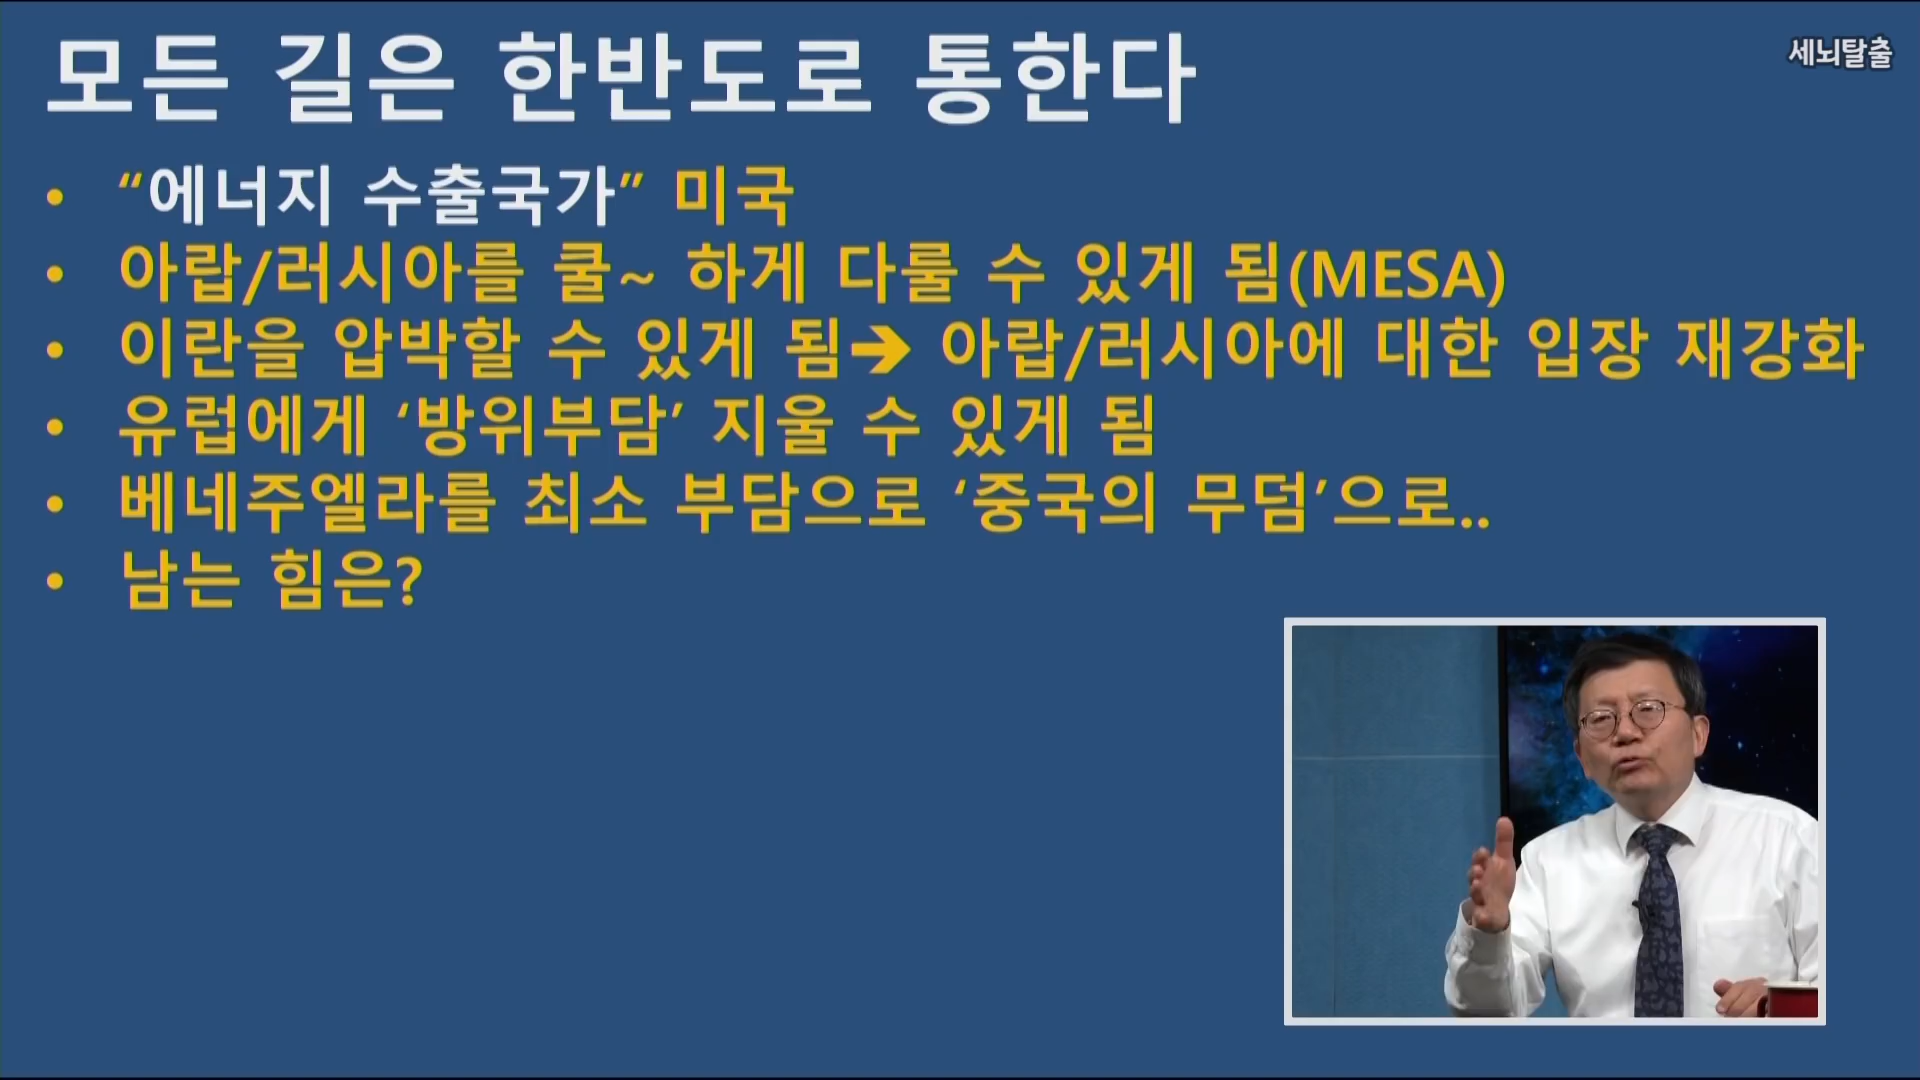 모든 길은 한반도로 통한다
세뇌탈출
• “에너지 수출국가” 미국
• 아랍/러시아를 쿨~ 하게 다룰 수 있게 됨(MESA)
• 이란을 압박할 수 있게 됨➔ 아랍/러시아에 대한 입장 재강화
• 유럽에게 ‘방위부담’ 지울 수 있게 됨
• 베네주엘라를 최소 부담으로 ‘중국의 무덤’으로..
• 남는 힘은?